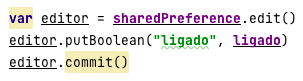 var editor = sharedPreference.edit()
editor.putBoolean("ligado", ligado)
editor.commit()